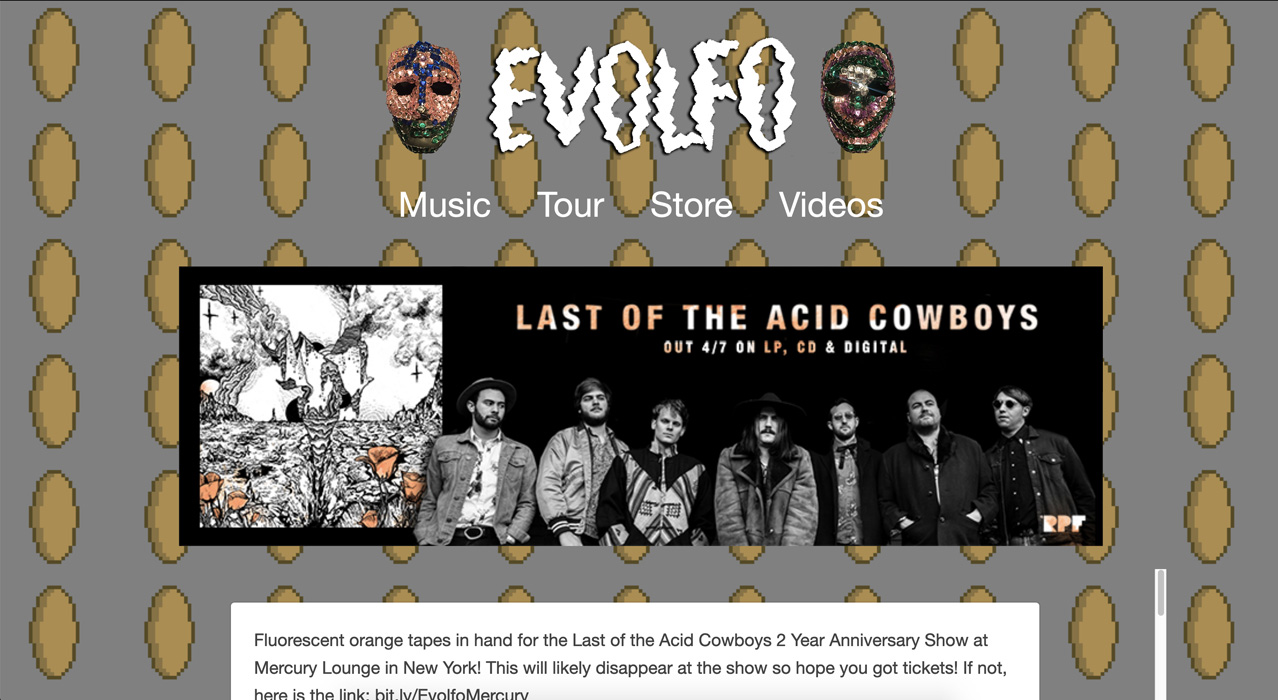 EVOLFO
Music Tour Store Videos
LAST OF THE ACID COWBOYS
OUT 4/7 ON LP, CD & DIGITAL
RPF
Fluorescent orange tapes in hand for the Last of the Acid Cowboys 2 Year Anniversary Show at
Mercury Lounge in New York! This will likely disappear at the show so hope you got tickets! If not,
here is the link: bit.ly/EvolfoMercury